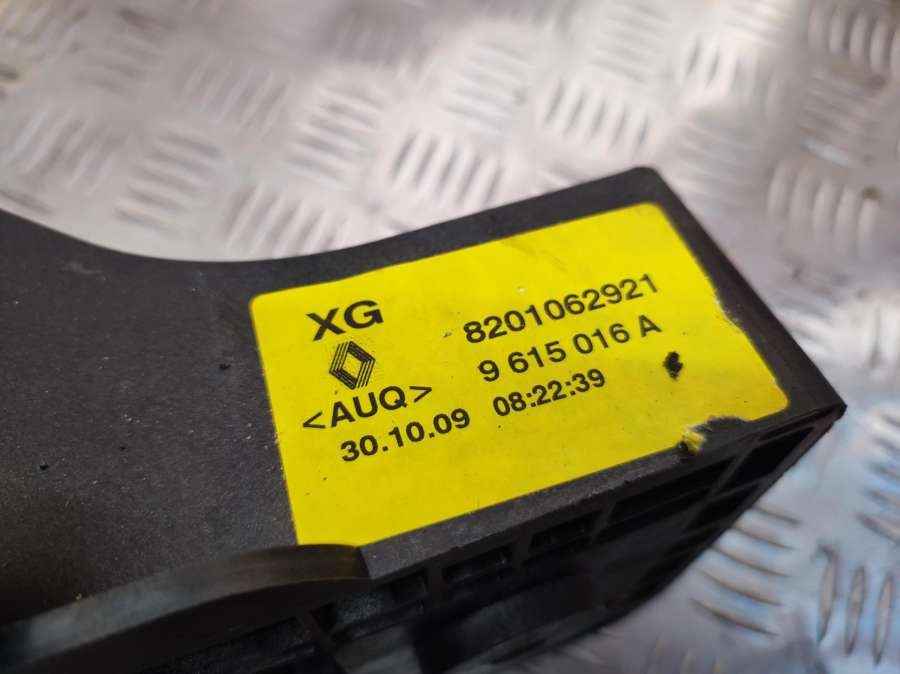 XG
8201062921
9 615 016 A
<AUQ>
30.10.09 08:22:39